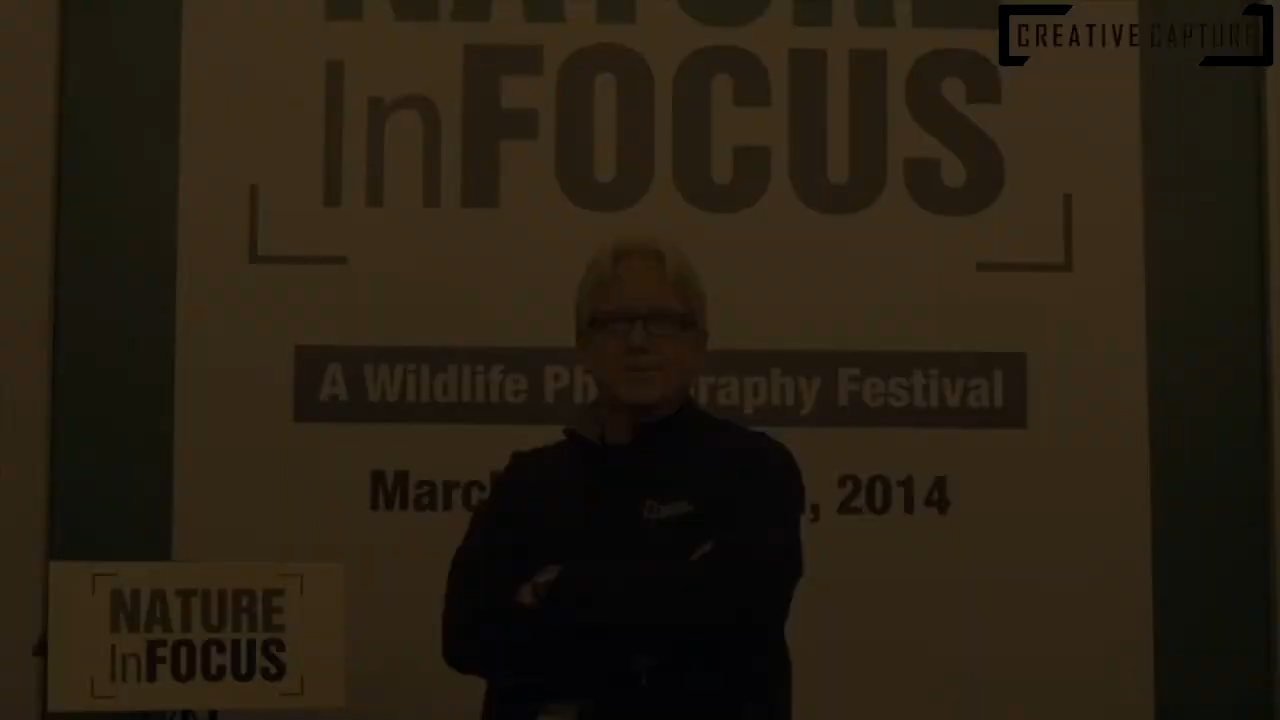 CREATIVE CAPTURE
NATURE
InFOCUS
A Wildlife Ph raphy Festival
Marc , 2014
NATURE
InFOCUS